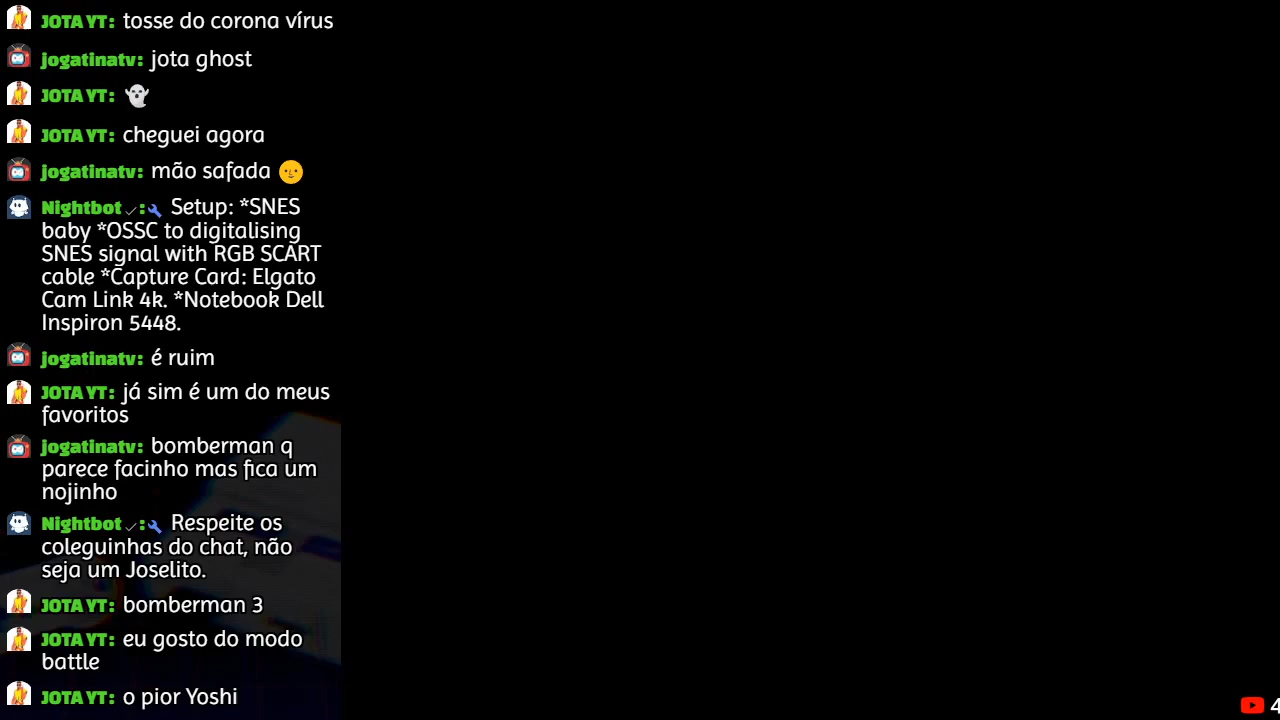 JOTA YT: tosse do corona vírus
jogatinatv: jota ghost
JOTA YT: 👻
JOTA YT: cheguei agora
jogatinatv: mão safada 🌞
Nightbot ✓:🔧 Setup: *SNES
baby *OSSC to digitalising
SNES signal with RGB SCART
cable *Capture Card: Elgato
Cam Link 4k. *Notebook Dell
Inspiron 5448.
jogatinatv: é ruim
JOTA YT: já sim é um do meus
favoritos
jogatinatv: bomberman q
parece facinho mas fica um
nojinho
Nightbot ✓:🔧 Respeite os
coleguinhas do chat, não
seja um Joselito.
JOTA YT: bomberman 3
JOTA YT: eu gosto do modo
battle
JOTA YT: o pior Yoshi
4